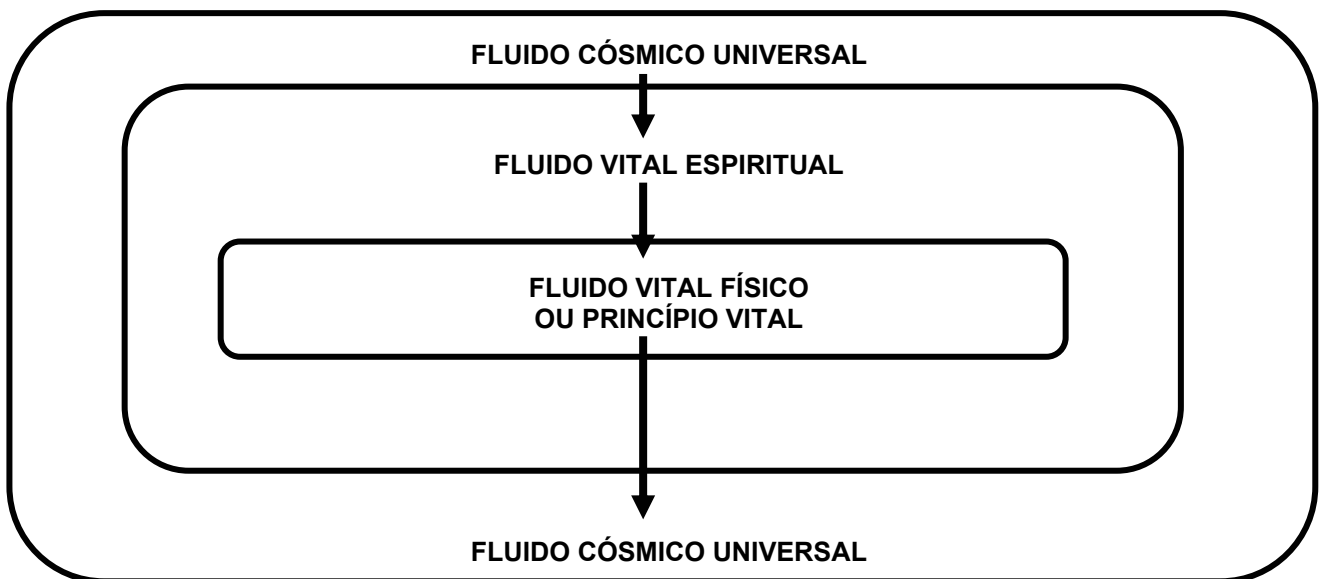 FLUIDO CÓSMICO UNIVERSAL
FLUIDO VITAL ESPIRITUAL
FLUIDO VITAL FÍSICO
OU PRINCÍPIO VITAL
FLUIDO CÓSMICO UNIVERSAL